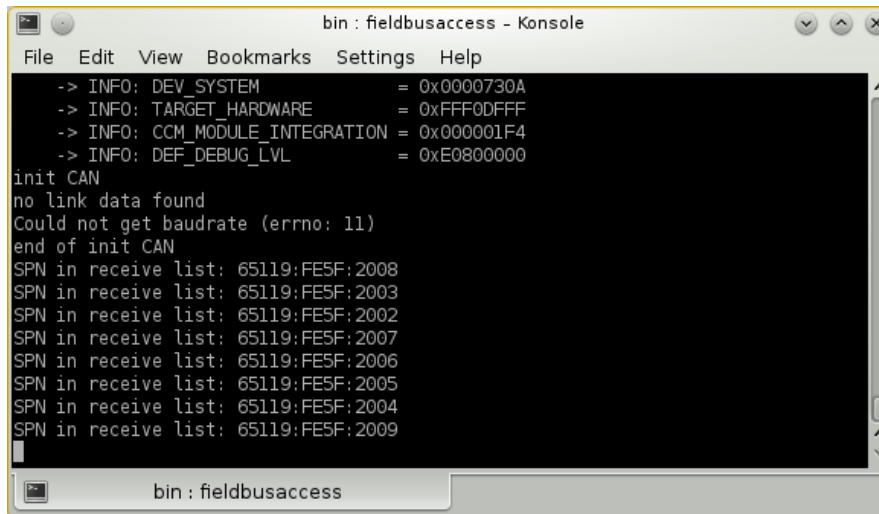 bin : fieldbusaccess – Konsole
File Edit View Bookmarks Settings Help
-> INFO: DEV_SYSTEM = 0x0000730A
-> INFO: TARGET_HARDWARE = 0xFFF0DFFF
-> INFO: CCM_MODULE_INTEGRATION = 0x000001F4
-> INFO: DEF_DEBUG_LVL = 0xE0800000
init CAN
no link data found
Could not get baudrate (errno: 11)
end of init CAN
SPN in receive list: 65119:FE5F:2008
SPN in receive list: 65119:FE5F:2003
SPN in receive list: 65119:FE5F:2002
SPN in receive list: 65119:FE5F:2007
SPN in receive list: 65119:FE5F:2006
SPN in receive list: 65119:FE5F:2005
SPN in receive list: 65119:FE5F:2004
SPN in receive list: 65119:FE5F:2009
bin : fieldbusaccess